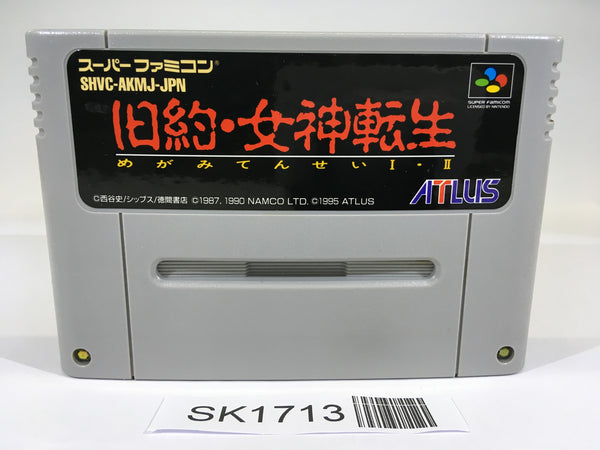 スーパーファミコン®
SHVC-AKMJ-JPN
SUPER FAMICOM
LICENSED BY NINTENDO
旧約・女神転生
めがみてんせいⅠ・Ⅱ
©西谷史/シップス/徳間書店 ©1987, 1990 NAMCO LTD. ©1995 ATLUS
ATLUS
SK1713